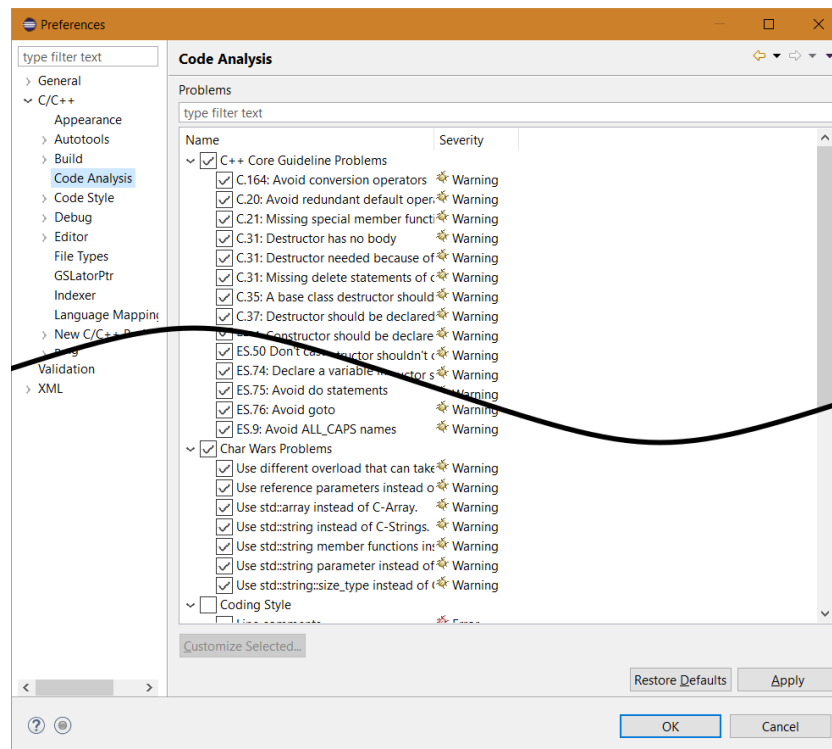 Preferences
type filter text
General
C/C++
Appearance
Autotools
Build
Code Analysis
Code Style
Debug
Editor
File Types
GSLatorPtr
Indexer
Language Mapping
New C/C++
Validation
XML
Code Analysis
Problems
type filter text
Name Severity
C++ Core Guideline Problems
C.164: Avoid conversion operators Warning
C.20: Avoid redundant default oper Warning
C.21: Missing special member functi Warning
C.31: Destructor has no body Warning
C.31: Destructor needed because of Warning
C.31: Missing delete statements of Warning
C.35: A base class destructor should Warning
C.37: Destructor should be declared Warning
Constructor should be declare Warning
ES.50 Don't shouldn't Warning
ES.74: Declare a variable Warning
ES.75: Avoid do statements Warning
ES.76: Avoid goto Warning
ES.9: Avoid ALL_CAPS names Warning
Char Wars Problems
Use different overload that can take Warning
Use reference parameters instead o Warning
Use std::array instead of C-Array. Warning
Use std::string instead of C-Strings. Warning
Use std::string member functions ins Warning
Use std::string parameter instead of Warning
Use std::string::size_type instead of Warning
Coding Style
Customize Selected...
Restore Defaults Apply
OK Cancel